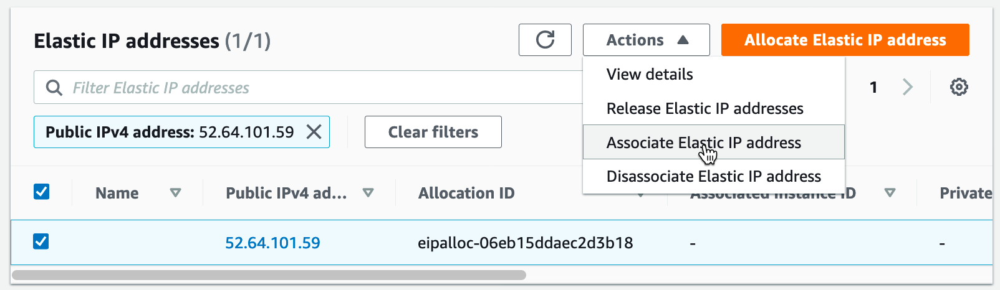 Elastic IP addresses (1/1)
Actions
Allocate Elastic IP address
Filter Elastic IP addresses
View details
Release Elastic IP addresses
Associate Elastic IP address
Disassociate Elastic IP address
1
Public IPv4 address: 52.64.101.59
Clear filters
Name
Public IPv4 ad...
Allocation ID
Associated Instance ID
Private
52.64.101.59
eipalloc-06eb15ddaec2d3b18
-
-